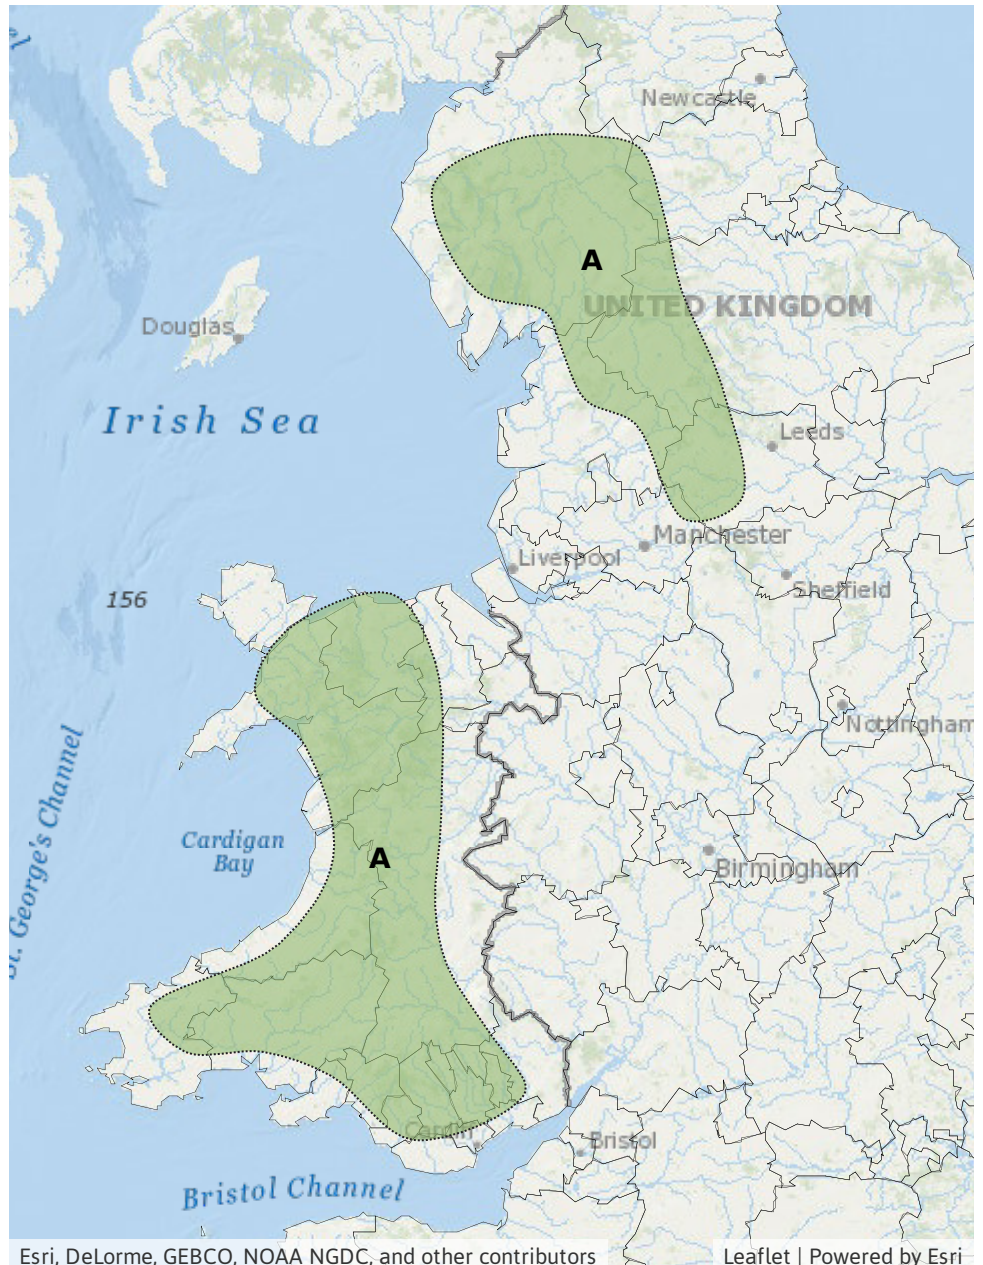 Newcastle
A
UNITED KINGDOM
Douglas
Irish Sea
Leeds
Manchester
Liverpool
Sheffield
156
Nottingham
St. George's Channel
Cardigan
Bay
A
Birmingham
Cardiff
Bristol
Bristol Channel
Esri, DeLorme, GEBCO, NOAA NGDC, and other contributors
Leaflet | Powered by Esri